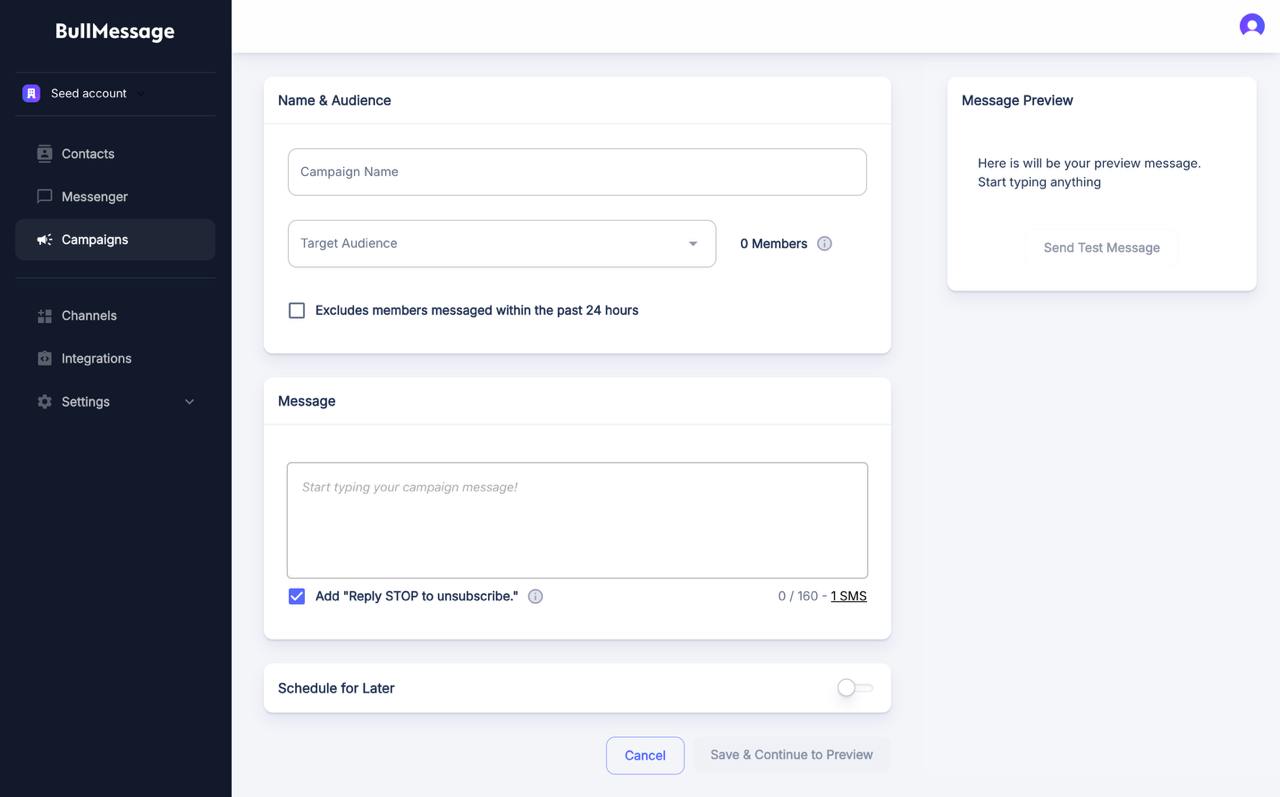 BullMessage
Seed account
Contacts
Messenger
Campaigns
Channels
Integrations
Settings
Name & Audience
Campaign Name
Target Audience
0 Members
Excludes members messaged within the past 24 hours
Message
Start typing your campaign message!
Add "Reply STOP to unsubscribe."
0 / 160 - 1 SMS
Schedule for Later
Cancel
Save & Continue to Preview
Message Preview
Here is will be your preview message.
Start typing anything
Send Test Message